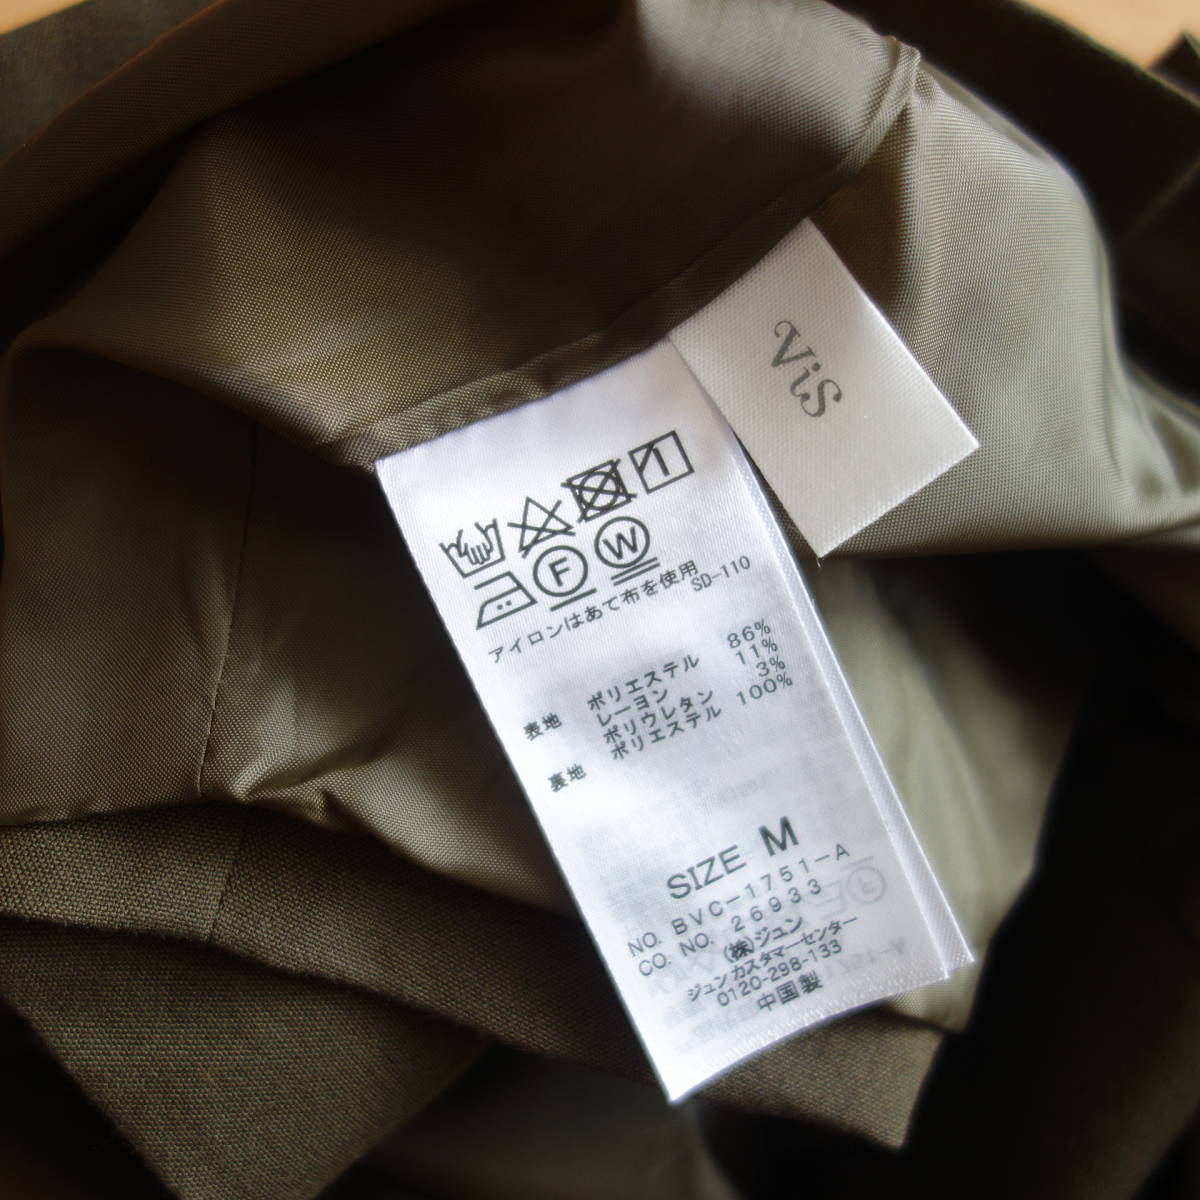 ViS
F W
アイロンはあて布を使用
SD-110
表地 ポリエステル 86%
レーヨン 11%
ポリウレタン 3%
裏地 ポリエステル 100%
SIZE M
NO. BVC-1751-A
CO. NO. 26933
(株)ジュン
ジュンカスタマーセンター
0120-298-133
中国製